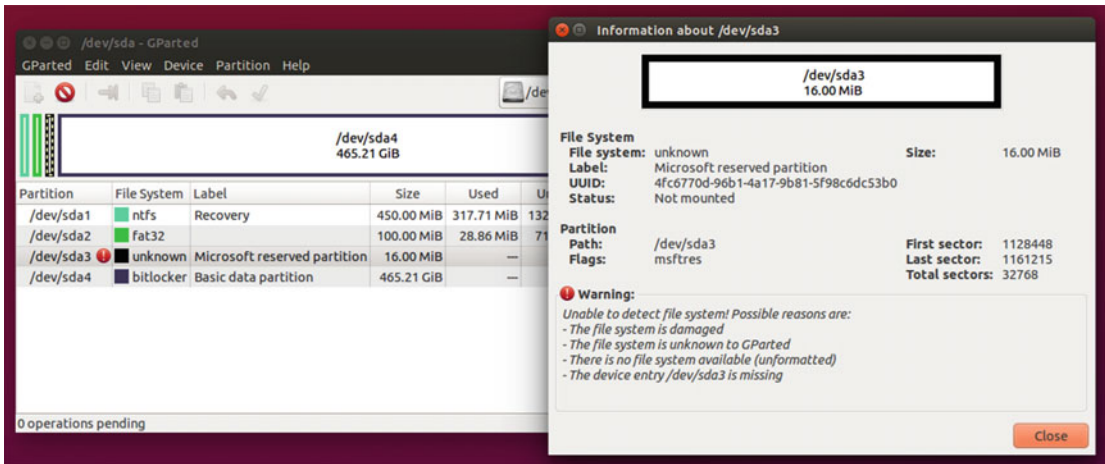 /dev/sda - GParted
GParted Edit View Device Partition Help
/de
/dev/sda4
465.21 GiB
Partition File System Label Size Used U
/dev/sda1 ntfs Recovery 450.00 MiB 317.71 MiB 132
/dev/sda2 fat32 100.00 MiB 28.86 MiB 71
/dev/sda3 unknown Microsoft reserved partition 16.00 MiB —
/dev/sda4 bitlocker Basic data partition 465.21 GiB —
0 operations pending
Information about /dev/sda3
/dev/sda3
16.00 MiB
File System
File system: unknown Size: 16.00 MiB
Label: Microsoft reserved partition
UUID: 4fc6770d-96b1-4a17-9b81-5f98c6dc53b0
Status: Not mounted
Partition
Path: /dev/sda3 First sector: 1128448
Flags: msftres Last sector: 1161215
Total sectors: 32768
Warning:
Unable to detect file system! Possible reasons are:
- The file system is damaged
- The file system is unknown to GParted
- There is no file system available (unformatted)
- The device entry /dev/sda3 is missing
Close